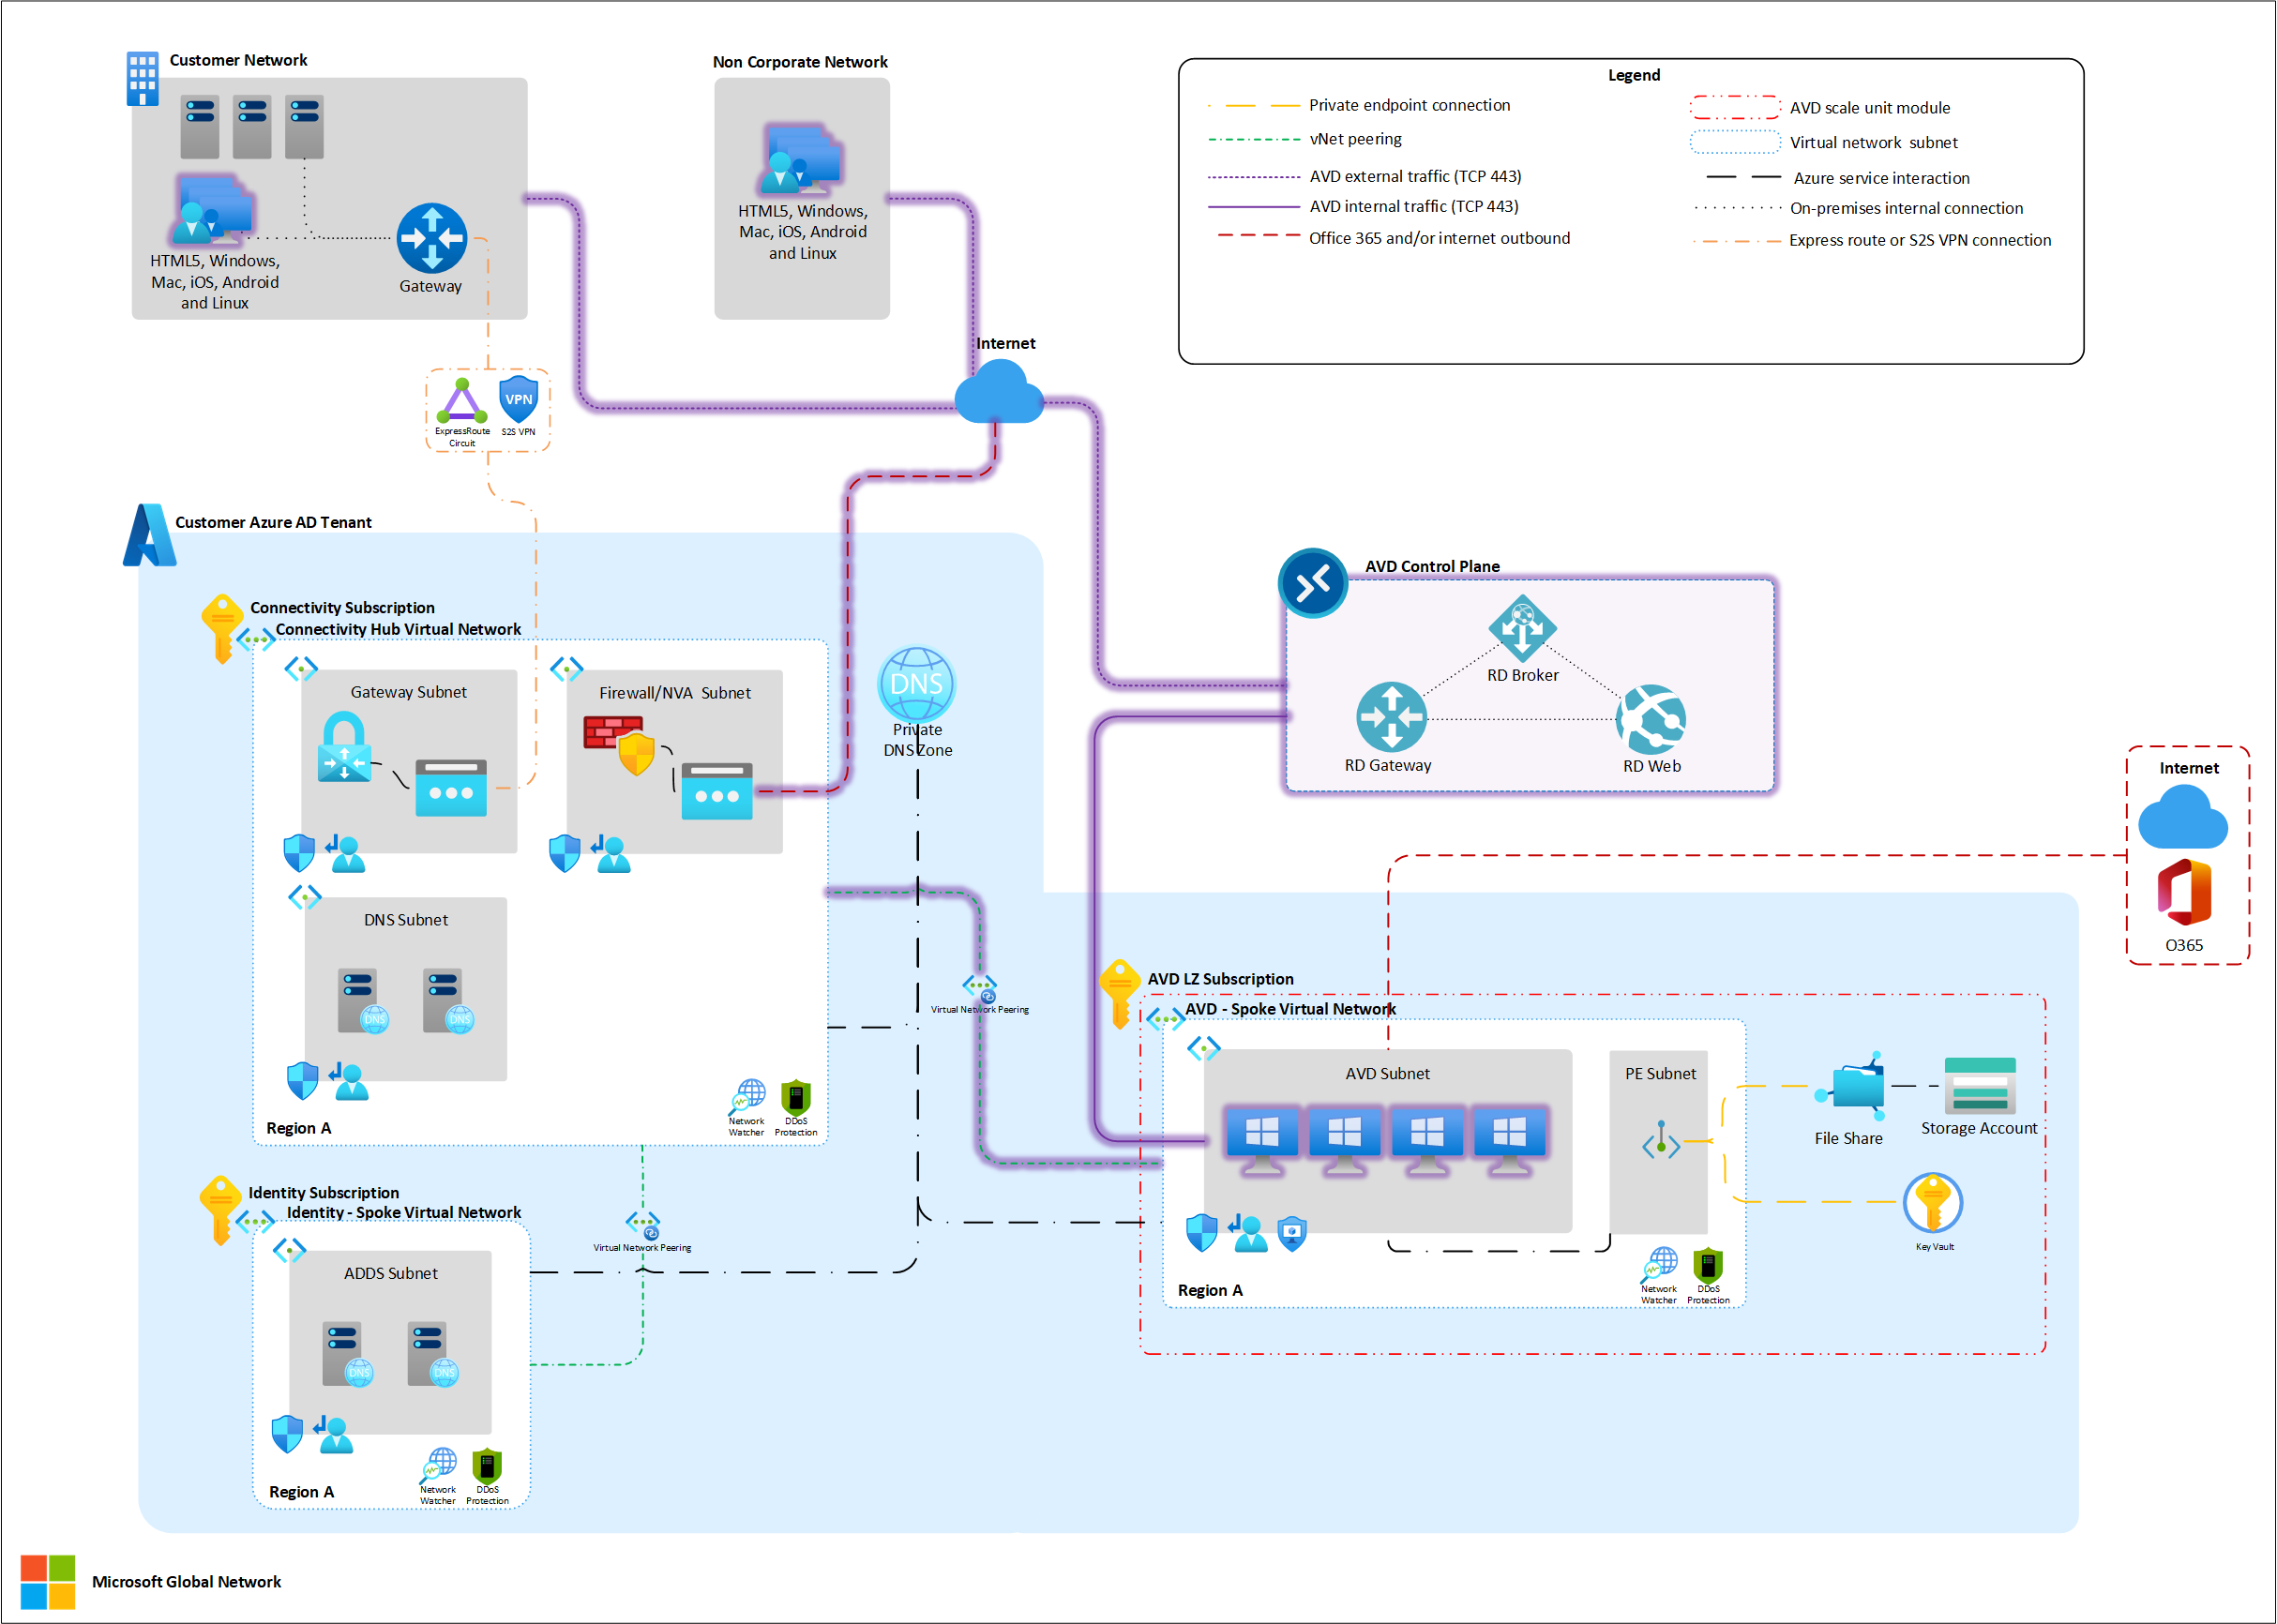 Customer Network
Non Corporate Network
HTML5, Windows,
Mac, iOS, Android
and Linux
Gateway
HTML5, Windows,
Mac, iOS, Android
and Linux
Legend
Private endpoint connection
vNet peering
AVD external traffic (TCP 443)
AVD internal traffic (TCP 443)
Office 365 and/or internet outbound
AVD scale unit module
Virtual network subnet
Azure service interaction
On-premises internal connection
Express route or S2S VPN connection
Internet
VPN
ExpressRoute
Circuit
S2S VPN
Customer Azure AD Tenant
Connectivity Subscription
Connectivity Hub Virtual Network
Gateway Subnet
Firewall/NVA Subnet
DNS
Private
DNS Zone
DNS Subnet
DNS
DNS
Network
Watcher
DDoS
Protection
Region A
Virtual Network Peering
AVD Control Plane
RD Broker
RD Gateway
RD Web
Internet
O365
AVD LZ Subscription
AVD - Spoke Virtual Network
AVD Subnet
PE Subnet
File Share
Storage Account
Key Vault
Network
Watcher
DDoS
Protection
Region A
Identity Subscription
Identity - Spoke Virtual Network
Virtual Network Peering
ADDS Subnet
DNS
DNS
Network
Watcher
DDoS
Protection
Region A
Microsoft Global Network